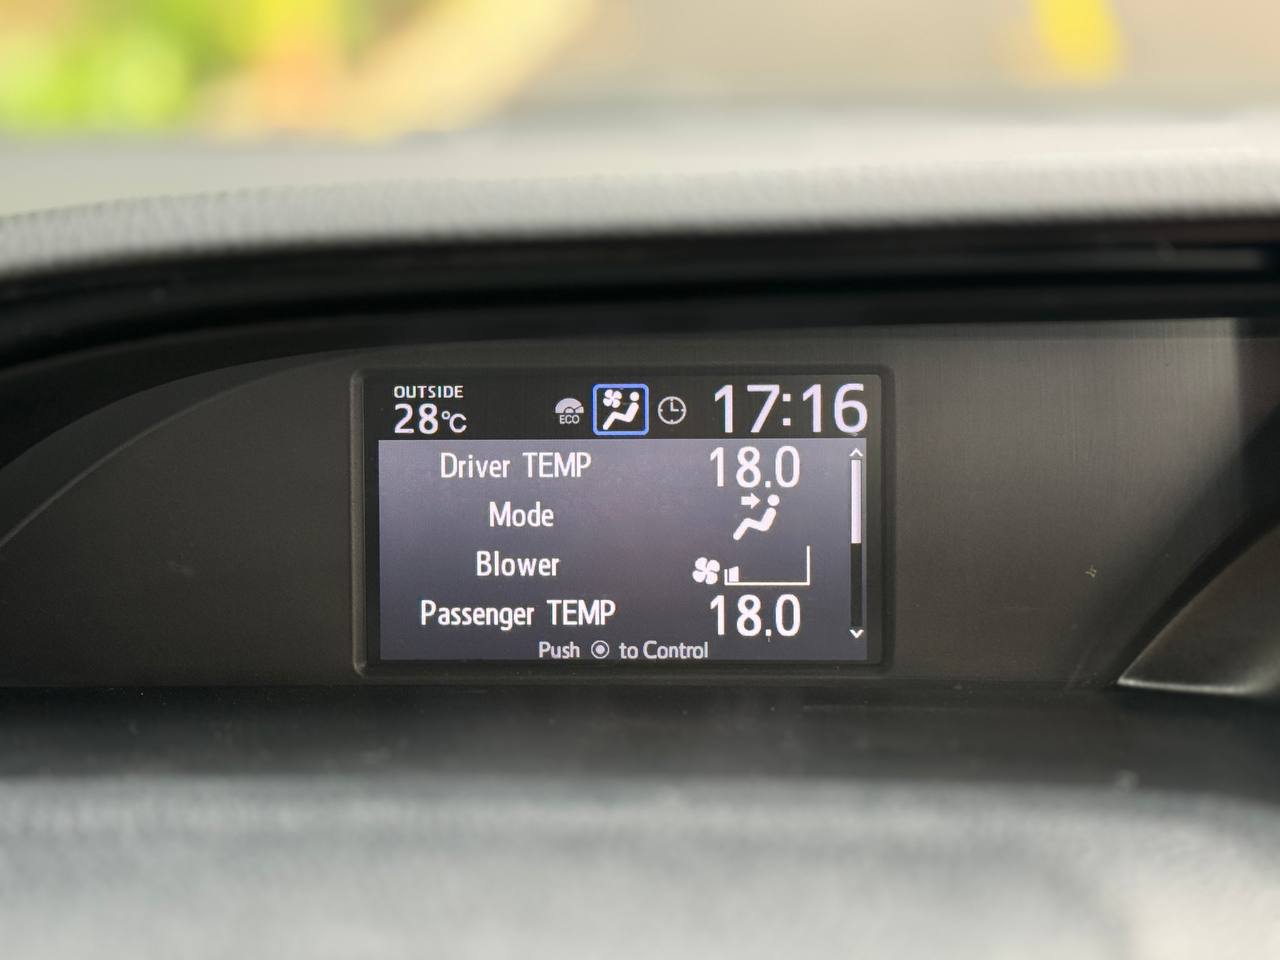 OUTSIDE
28°C ECO 17:16
Driver TEMP 18.0
Mode
Blower
Passenger TEMP 18.0
Push ◉ to Control